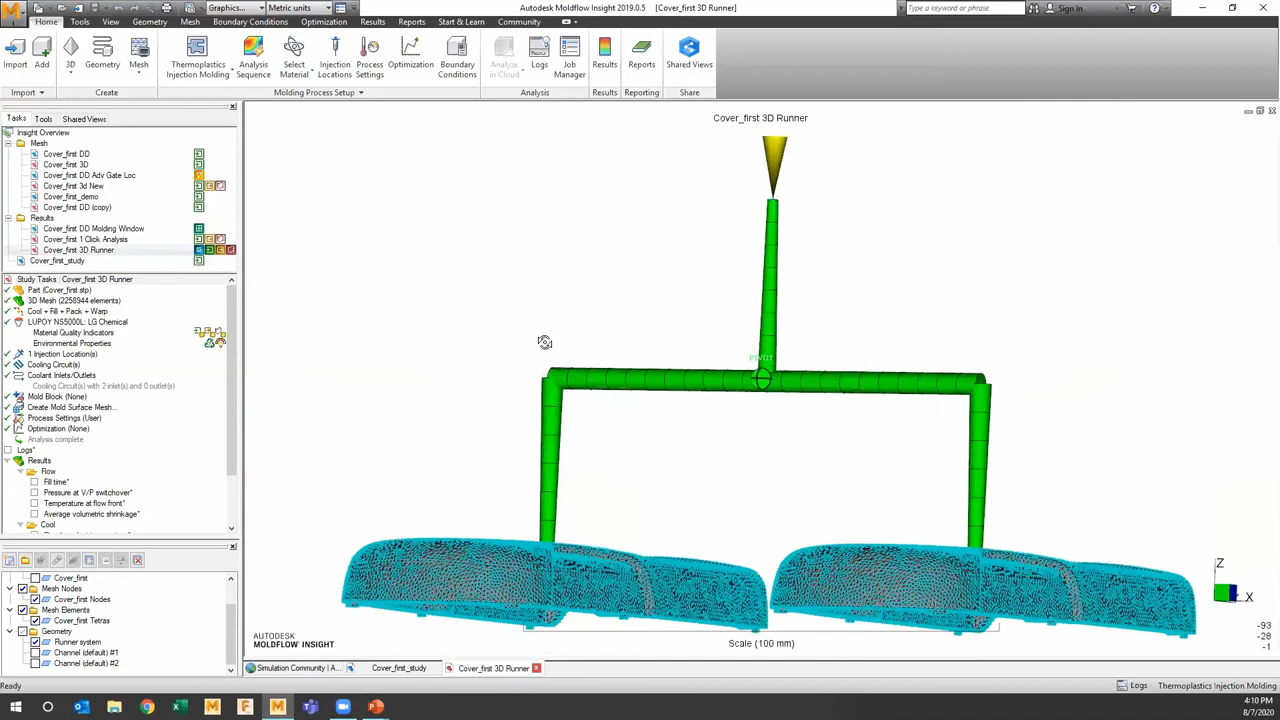 Graphics... Metric units Autodesk Moldflow Insight 2019.0.5 [Cover_first 3D Runner] Type a keyword or phrase Sign In
Home Tools View Geometry Mesh Boundary Conditions Optimization Results Reports Start & Learn Community
Import Add 3D Geometry Mesh Thermoplastics Injection Molding Analysis Sequence Select Material Injection Locations Process Settings Optimization Boundary Conditions Analyze in Cloud Logs Job Manager Results Reports Shared Views
Import Create Molding Process Setup Analysis Results Reporting Share
Tasks Tools Shared Views
Insight Overview
Mesh
Cover_first DD
Cover_first 3D
Cover_first DD Adv Gate Loc
Cover_first 3d New
Cover_first_demo
Cover_first DD (copy)
Results
Cover_first DD Molding Window
Cover_first 1 Click Analysis
Cover_first 3D Runner
Cover_first_study
Study Tasks : Cover_first 3D Runner
Part (Cover_first.stp)
3D Mesh (2258944 elements)
Cool + Fill + Pack + Warp
LUPOY NS5000L: LG Chemical
Material Quality Indicators
Environmental Properties
1 Injection Location(s)
Cooling Circuit(s)
Coolant Inlets/Outlets
Cooling Circuit(s) with 2 inlet(s) and 0 outlet(s)
Mold Block (None)
Create Mold Surface Mesh...
Process Settings (User)
Optimization (None)
Analysis complete
Logs*
Results
Flow
Fill time*
Pressure at V/P switchover*
Temperature at flow front*
Average volumetric shrinkage*
Cool
Cover_first
Mesh Nodes
Cover_first Nodes
Mesh Elements
Cover_first Tetras
Geometry
Runner system
Channel (default) #1
Channel (default) #2
Cover_first 3D Runner
PIVOT
Z
X
-93
-28
-1
AUTODESK
MOLDFLOW INSIGHT
Scale (100 mm)
Simulation Community | A... Cover_first_study Cover_first 3D Runner
Ready Logs Thermoplastics Injection Molding
4:10 PM
8/7/2020